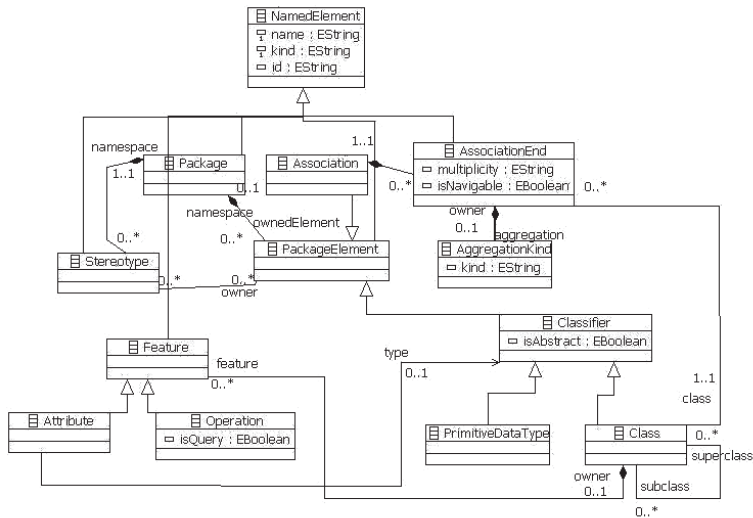 NamedElement
name : EString
kind : EString
id : EString
namespace
1..1
Package
Association
1..1
AssociationEnd
multiplicity : EString
isNavigable : EBoolean
0..*
0..*
0..1
namespace
ownedElement
0..*
0..*
owner
0..1
aggregation
AggregationKind
kind : EString
Stereotype
PackageElement
0..*
0..*
owner
Classifier
isAbstract : EBoolean
Feature
feature
0..*
type
0..1
1..1
class
Attribute
Operation
isQuery : EBoolean
PrimitiveDataType
Class
0..*
superclass
owner
0..1
subclass
0..*